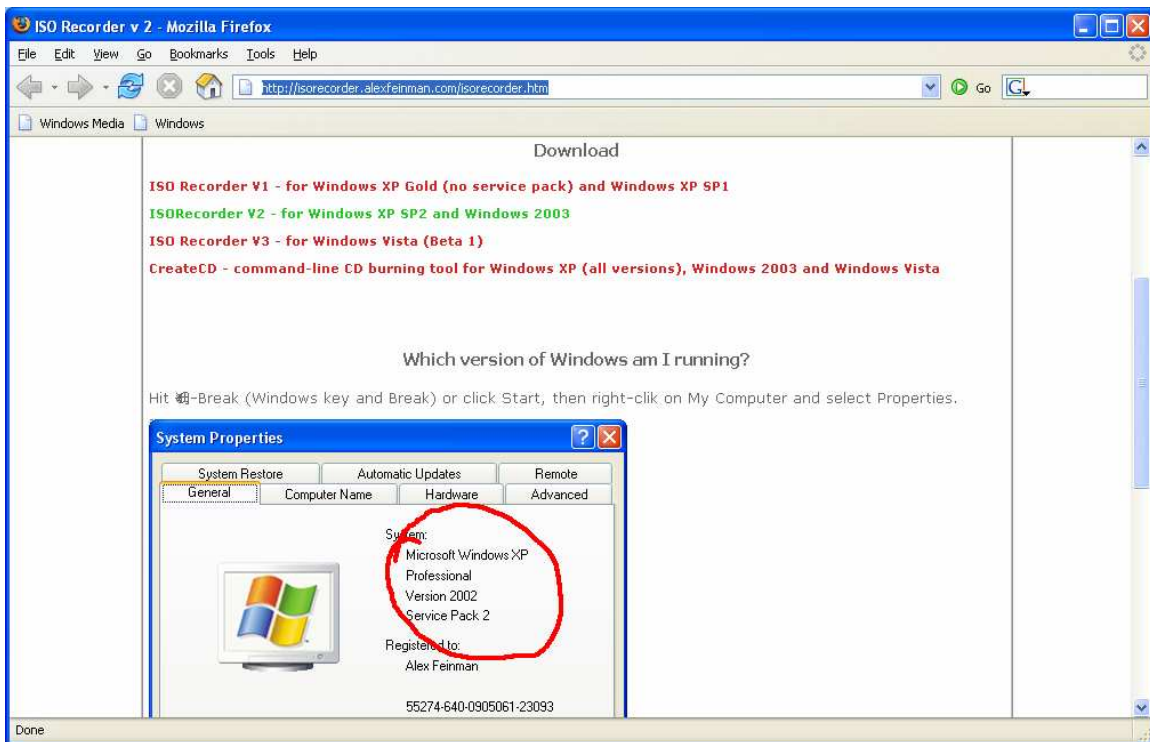 ISO Recorder v 2 - Mozilla Firefox
File Edit View Go Bookmarks Tools Help
http://isorecorder.alexfeinman.com/isorecorder.htm Go G
Windows Media Windows
Download
ISO Recorder V1 - for Windows XP Gold (no service pack) and Windows XP SP1
ISORecorder V2 - for Windows XP SP2 and Windows 2003
ISO Recorder V3 - for Windows Vista (Beta 1)
CreateCD - command-line CD burning tool for Windows XP (all versions), Windows 2003 and Windows Vista
Which version of Windows am I running?
Hit -Break (Windows key and Break) or click Start, then right-clik on My Computer and select Properties.
System Properties
System Restore Automatic Updates Remote
General Computer Name Hardware Advanced
System:
Microsoft Windows XP
Professional
Version 2002
Service Pack 2
Registered to:
Alex Feinman
55274-640-0905061-23093
Done